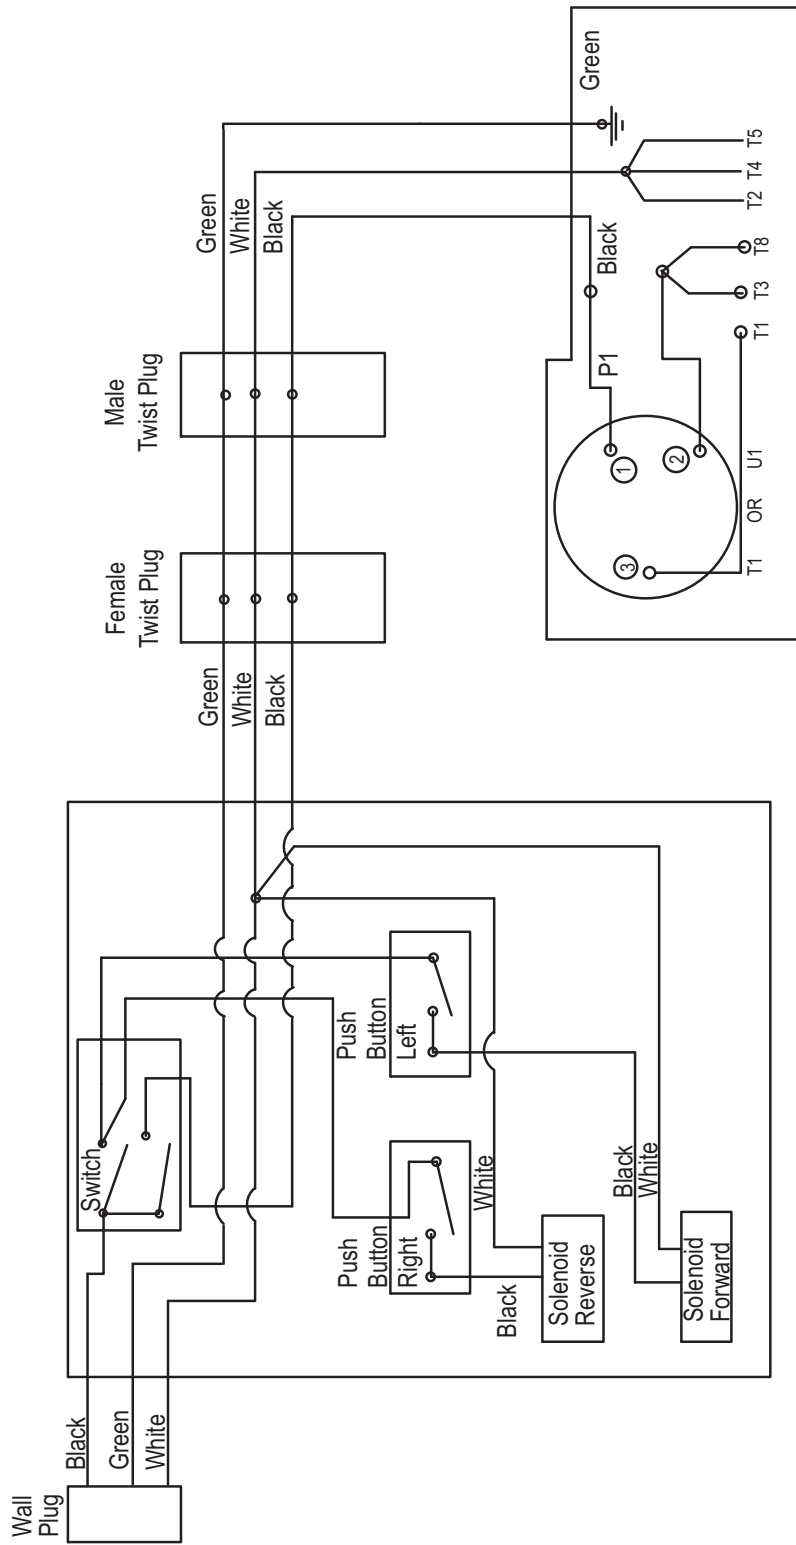 Wall
Plug
Black
Green
White
Switch
Push
Button
Right
Push
Button
Left
Black
White
Solenoid
Reverse
Black
White
Solenoid
Forward
Green
White
Black
Female
Twist Plug
Male
Twist Plug
Green
White
Black
Green
Black
P1
1
2
3
T1 OR U1
T1
T3
T8
T2
T4
T5